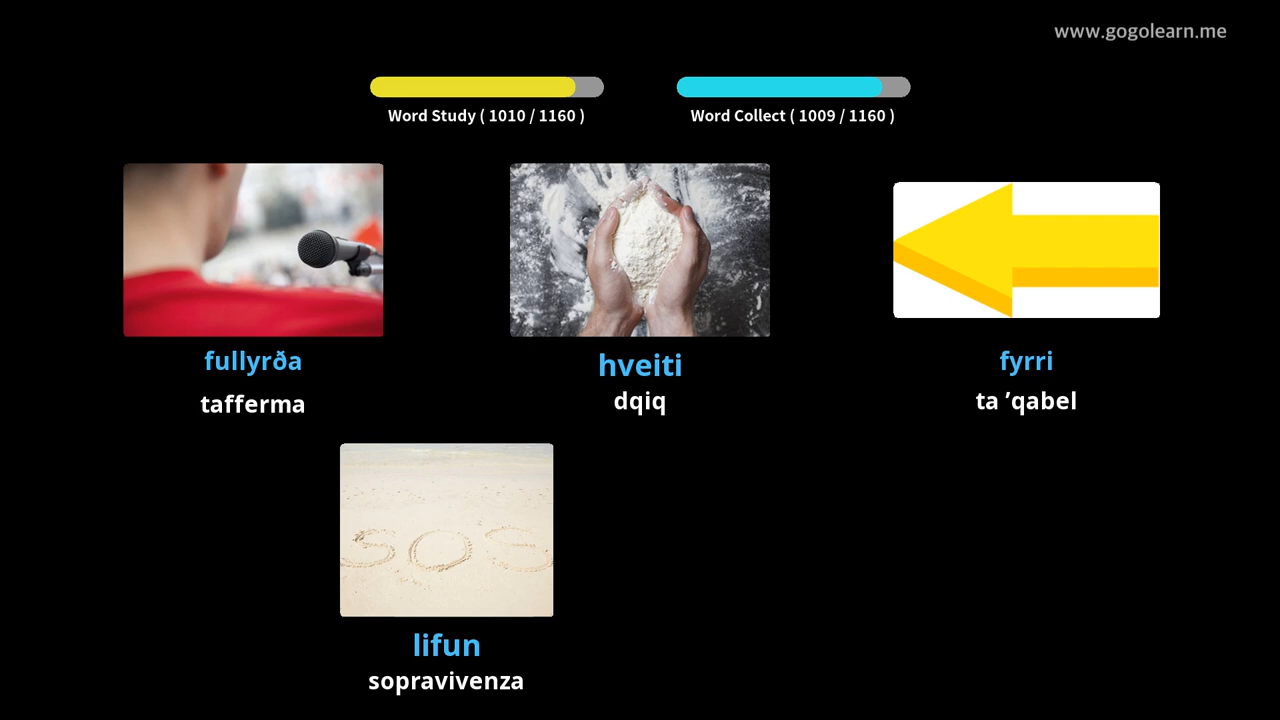 www.gogolearn.me
Word Study ( 1010 / 1160 )
Word Collect ( 1009 / 1160 )
fullyrða
tafferma
hveiti
dqiq
fyrri
ta ’qabel
SOS
lifun
sopravivenza